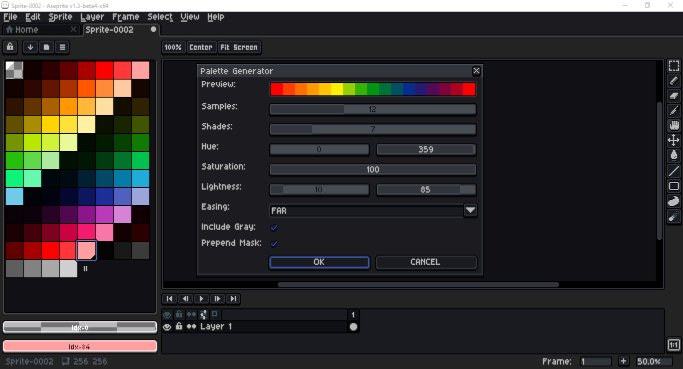 Sprite-0002 - Aseprite v1.3-beta4-x64
File Edit Sprite Layer Frame Select View Help
Home Sprite-0002
100% Center Fit Screen
Palette Generator
Preview:
Samples: 12
Shades: 7
Hue: 0 359
Saturation: 100
Lightness: 10 85
Easing: FAR
Include Gray:
Prepend Mask:
OK CANCEL
1
Layer 1
Idx-0
Idx-84
Sprite-0002 256 256 Frame: 1 + 50.0%
1:1